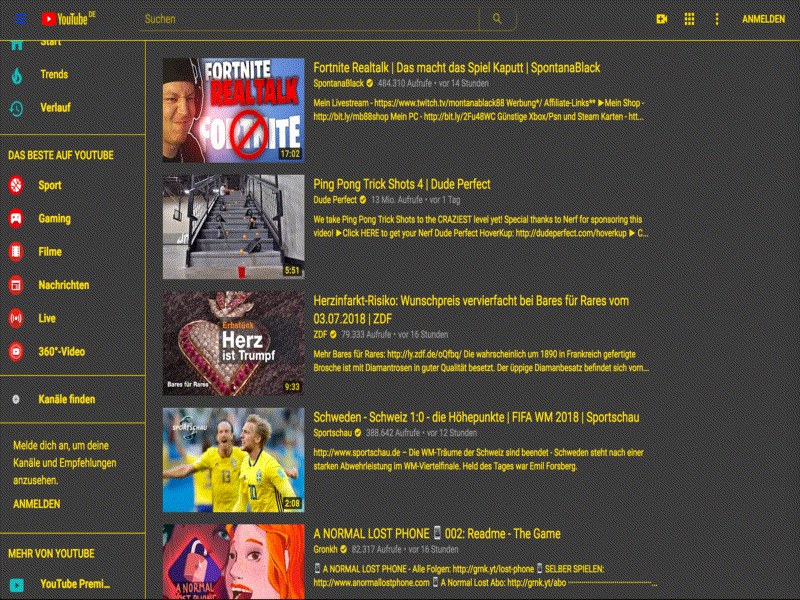 YouTube DE
Suchen
ANMELDEN
Start
Trends
Verlauf
DAS BESTE AUF YOUTUBE
Sport
Gaming
Filme
Nachrichten
Live
360°-Video
Kanäle finden
Melde dich an, um deine
Kanäle und Empfehlungen
anzusehen.
ANMELDEN
MEHR VON YOUTUBE
YouTube Premi...
FORTNITE
REALTALK
FORTNITE
17:02
Fortnite Realtalk | Das macht das Spiel Kaputt | SpontanaBlack
SpontanaBlack 484.310 Aufrufe • vor 14 Stunden
Mein Livestream - https://www.twitch.tv/montanablack88 Werbung*/ Affiliate-Links** ▶Mein Shop -
http://bit.ly/mb88shop Mein PC - http://bit.ly/2Fu48WC Günstige Xbox/Psn und Steam Karten - htt...
5:51
Ping Pong Trick Shots 4 | Dude Perfect
Dude Perfect 13 Mio. Aufrufe • vor 1 Tag
We take Ping Pong Trick Shots to the CRAZIEST level yet! Special thanks to Nerf for sponsoring this
video! ▶Click HERE to get your Nerf Dude Perfect HoverKup: http://dudeperfect.com/hoverkup ▶ C...
Erbstück
Herz
ist Trumpf
Bares für Rares
9:33
Herzinfarkt-Risiko: Wunschpreis vervierfacht bei Bares für Rares vom
03.07.2018 | ZDF
ZDF 79.333 Aufrufe • vor 16 Stunden
Mehr Bares für Rares: http://ly.zdf.de/oQfbq/ Die wahrscheinlich um 1890 in Frankreich gefertigte
Brosche ist mit Diamantrosen in guter Qualität besetzt. Der üppige Diamanbesatz befindet sich vorn...
SPORTSCHAU
13
10
2:08
Schweden - Schweiz 1:0 - die Höhepunkte | FIFA WM 2018 | Sportschau
Sportschau 388.642 Aufrufe • vor 12 Stunden
http://www.sportschau.de – Die WM-Träume der Schweiz sind beendet - Schweden steht nach einer
starken Abwehrleistung im WM-Viertelfinale. Held des Tages war Emil Forsberg.
A NORMAL
LOST PHONE
A NORMAL LOST PHONE 📱 002: Readme - The Game
Gronkh 82.317 Aufrufe • vor 16 Stunden
📱 A NORMAL LOST PHONE - Alle Folgen: http://grnk.yt/lost-phone 📱 SELBER SPIELEN:
http://www.anormallostphone.com 📱 A Normal Lost Abo: http://grnk.yt/abo ---...